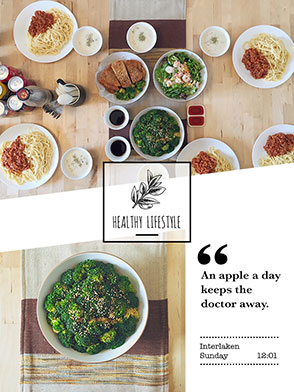 HEALTHY LIFESTYLE
“
An apple a day
keeps the
doctor away.
Interlaken
Sunday 12:01